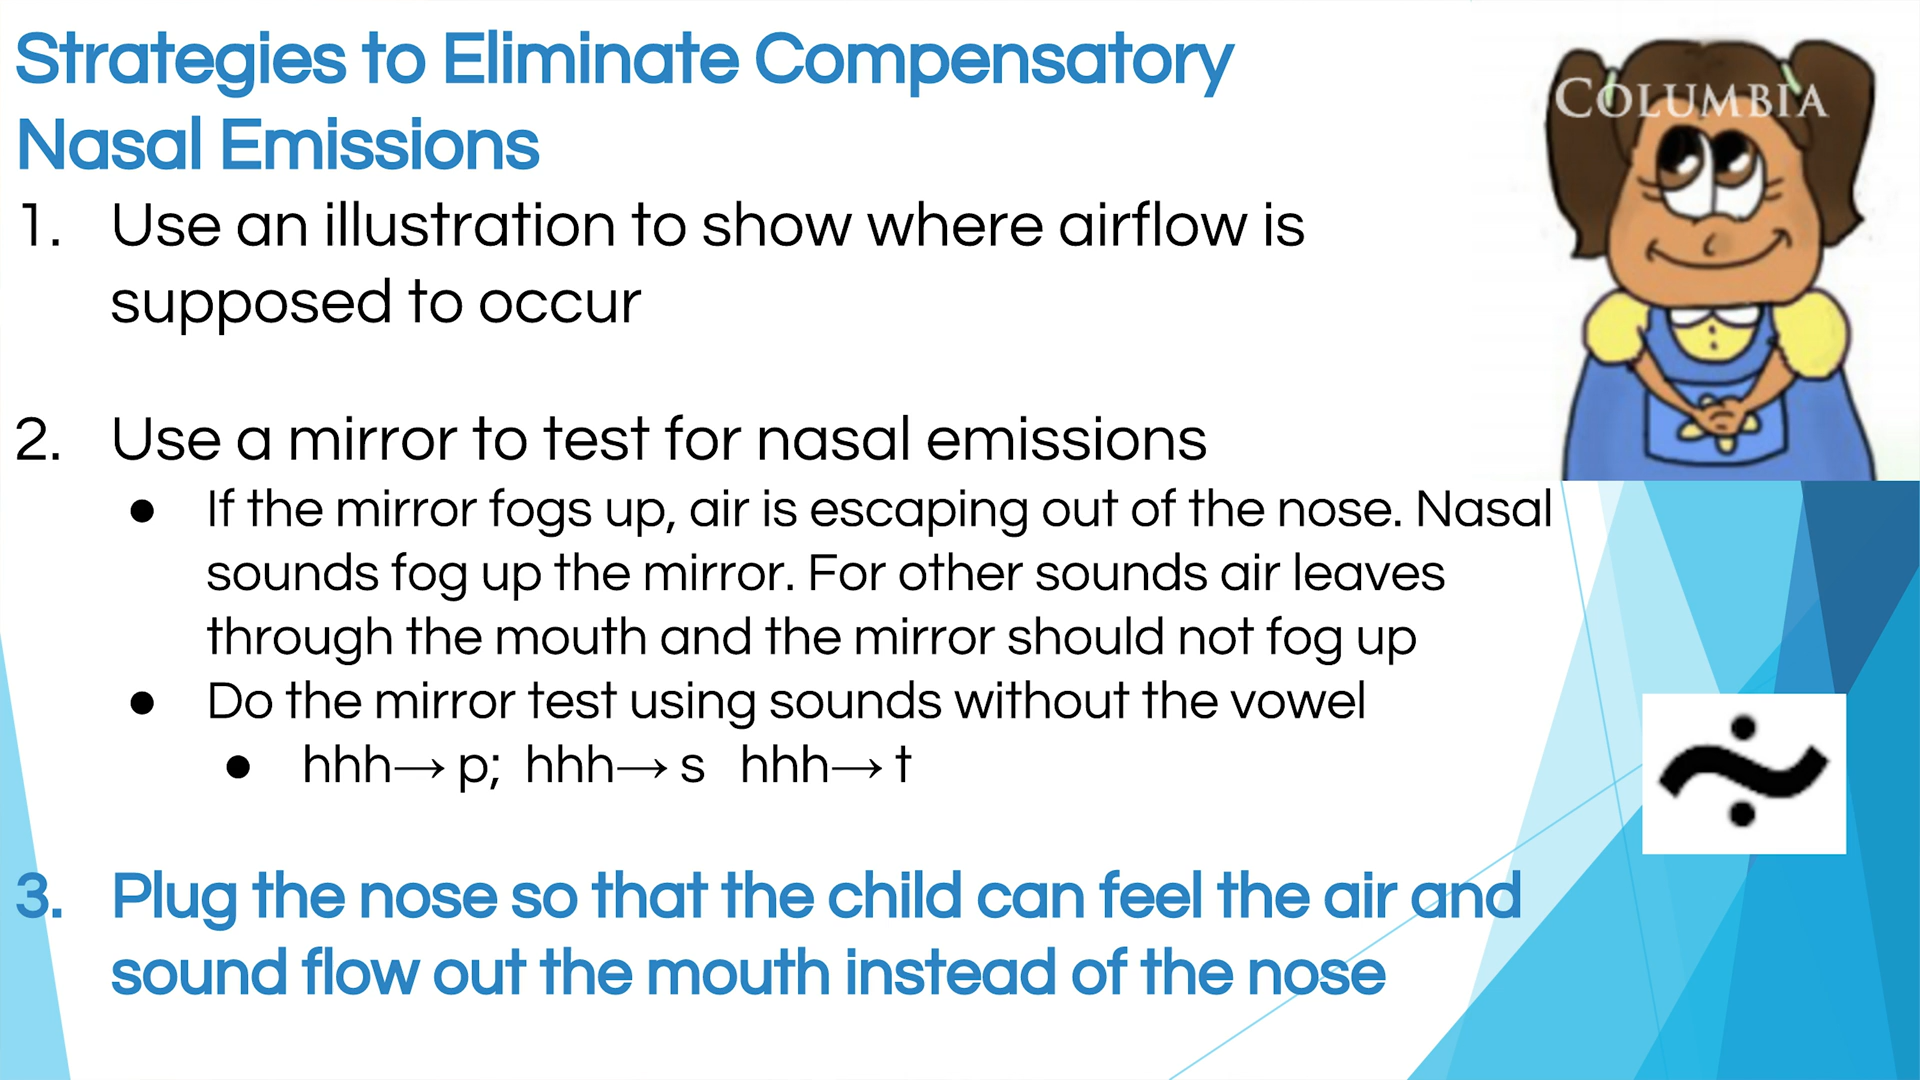 Strategies to Eliminate Compensatory
Nasal Emissions
COLUMBIA
1. Use an illustration to show where airflow is
supposed to occur
2. Use a mirror to test for nasal emissions
● If the mirror fogs up, air is escaping out of the nose. Nasal
sounds fog up the mirror. For other sounds air leaves
through the mouth and the mirror should not fog up
● Do the mirror test using sounds without the vowel
● hhh→ p; hhh→ s hhh→ t
3. Plug the nose so that the child can feel the air and
sound flow out the mouth instead of the nose